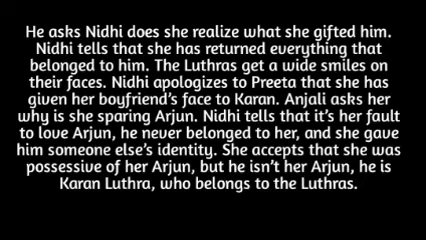 He asks Nidhi does she realize what she gifted him.
Nidhi tells that she has returned everything that
belonged to him. The Luthras get a wide smiles on
their faces. Nidhi apologizes to Preeta that she has
given her boyfriend's face to Karan. Anjali asks her
why is she sparing Arjun. Nidhi tells that it's her fault
to love Arjun, he never belonged to her, and she gave
him someone else's identity. She accepts that she was
possessive of her Arjun, but he isn't her Arjun, he is
Karan Luthra, who belongs to the Luthras.